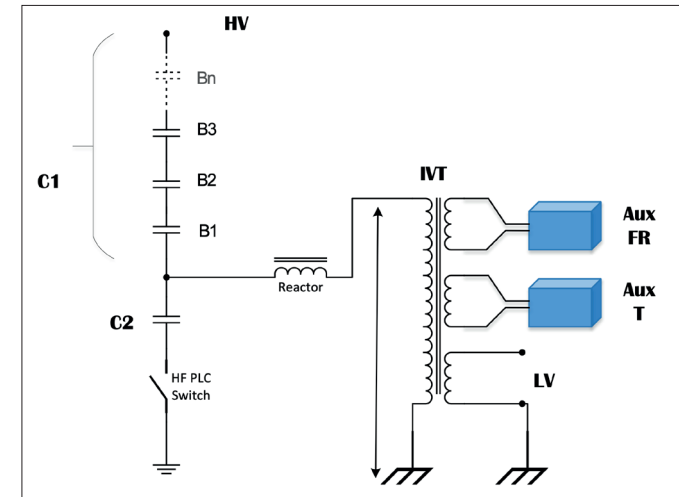 HV
Bn
B3
B2
B1
C1
IVT
Aux
FR
Reactor
Aux
T
C2
LV
HF PLC
Switch